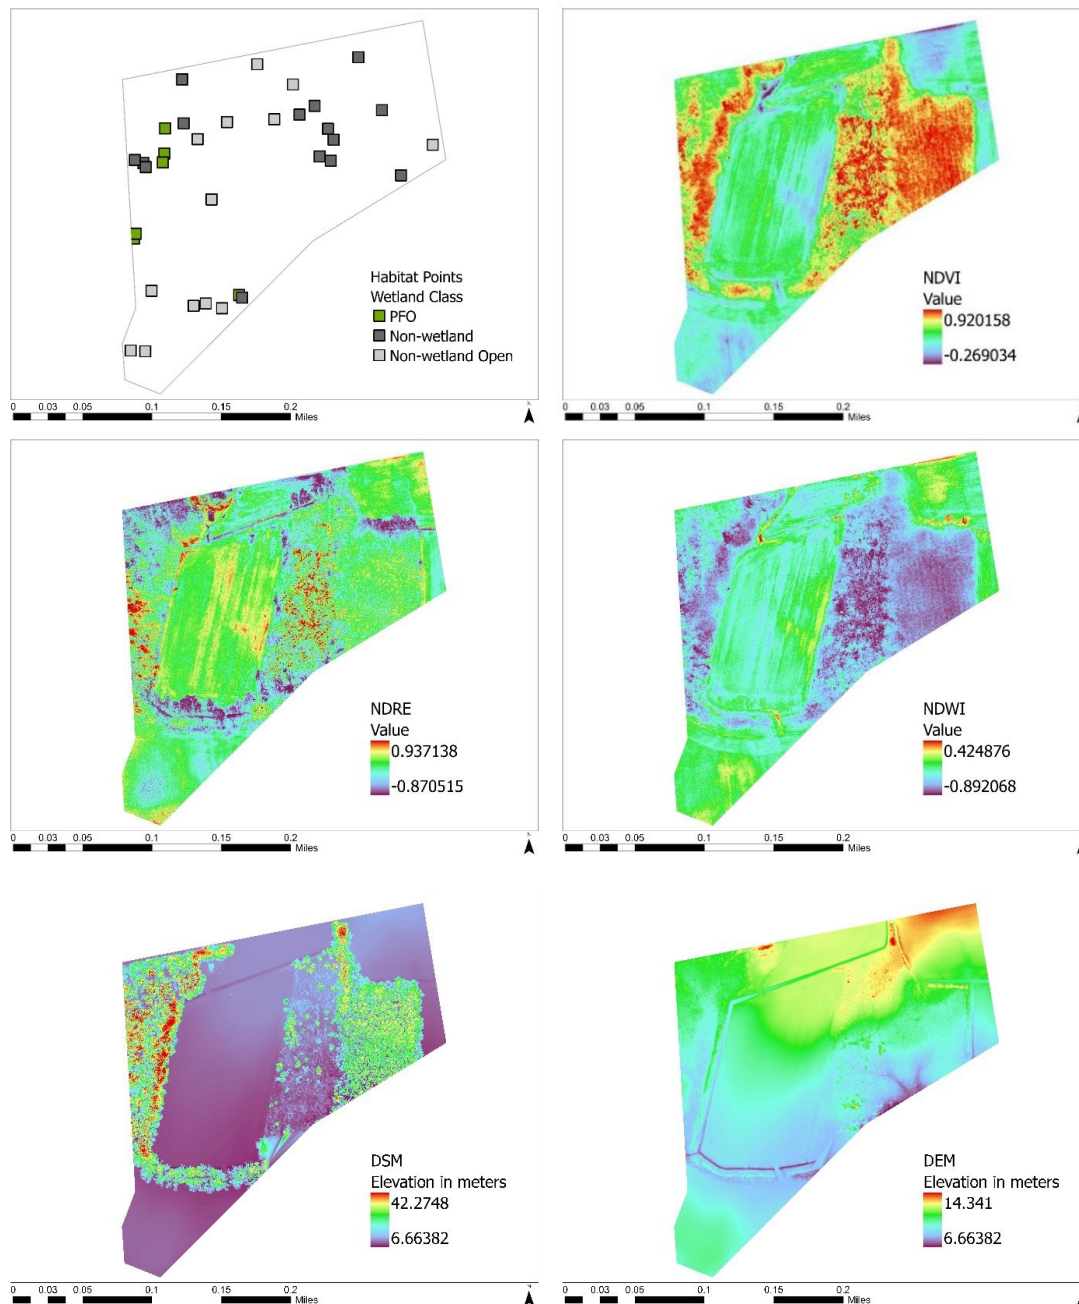 Habitat Points
Wetland Class
PFO
Non-wetland
Non-wetland Open
0 0.03 0.05 0.1 0.15 0.2
Miles
N
NDVI
Value
0.920158
-0.269034
0 0.03 0.05 0.1 0.15 0.2
Miles
NDRE
Value
0.937138
-0.870515
0 0.03 0.05 0.1 0.15 0.2
Miles
N
NDWI
Value
0.424876
-0.892068
0 0.03 0.05 0.1 0.15 0.2
Miles
DSM
Elevation in meters
42.2748
6.66382
0 0.03 0.05 0.1 0.15 0.2
Miles
N
DEM
Elevation in meters
14.341
6.66382
0 0.03 0.05 0.1 0.15 0.2
Miles